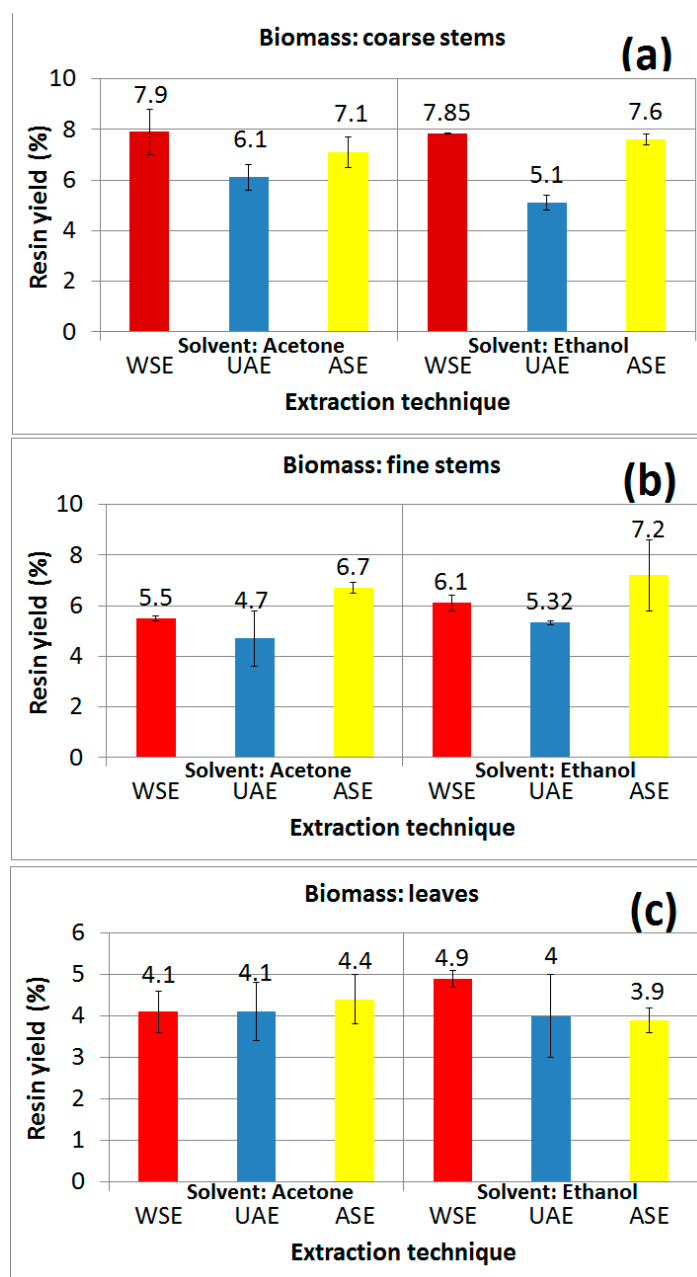 Biomass: coarse stems
(a)
Resin yield (%)
10
8
6
4
2
0
7.9
6.1
7.1
7.85
5.1
7.6
Solvent: Acetone
Solvent: Ethanol
WSE UAE ASE WSE UAE ASE
Extraction technique
Biomass: fine stems
(b)
Resin yield (%)
10
8
6
4
2
0
5.5
4.7
6.7
6.1
5.32
7.2
Solvent: Acetone
Solvent: Ethanol
WSE UAE ASE WSE UAE ASE
Extraction technique
Biomass: leaves
(c)
Resin yield (%)
6
5
4
3
2
1
0
4.1
4.1
4.4
4.9
4
3.9
Solvent: Acetone
Solvent: Ethanol
WSE UAE ASE WSE UAE ASE
Extraction technique